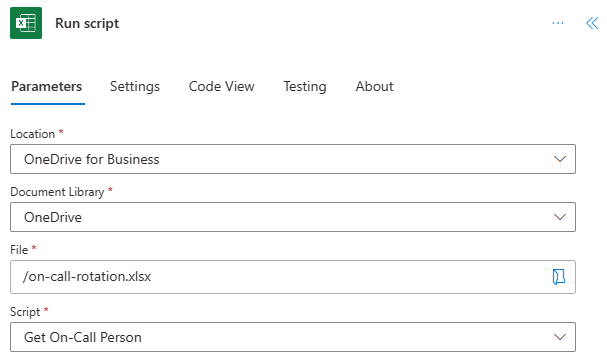 Run script
Parameters Settings Code View Testing About
Location *
OneDrive for Business
Document Library *
OneDrive
File *
/on-call-rotation.xlsx
Script *
Get On-Call Person